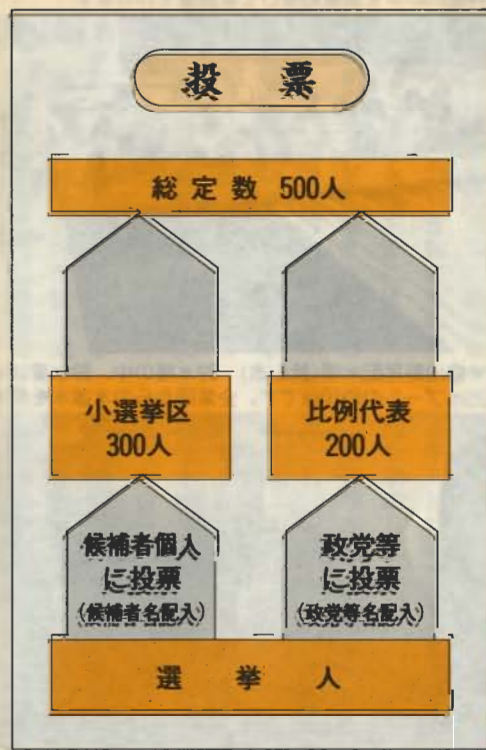 投票
総定数 500人
小選挙区
300人
比例代表
200人
候補者個人
に投票
(候補者名記入)
政党等
に投票
(政党等名記入)
選挙人